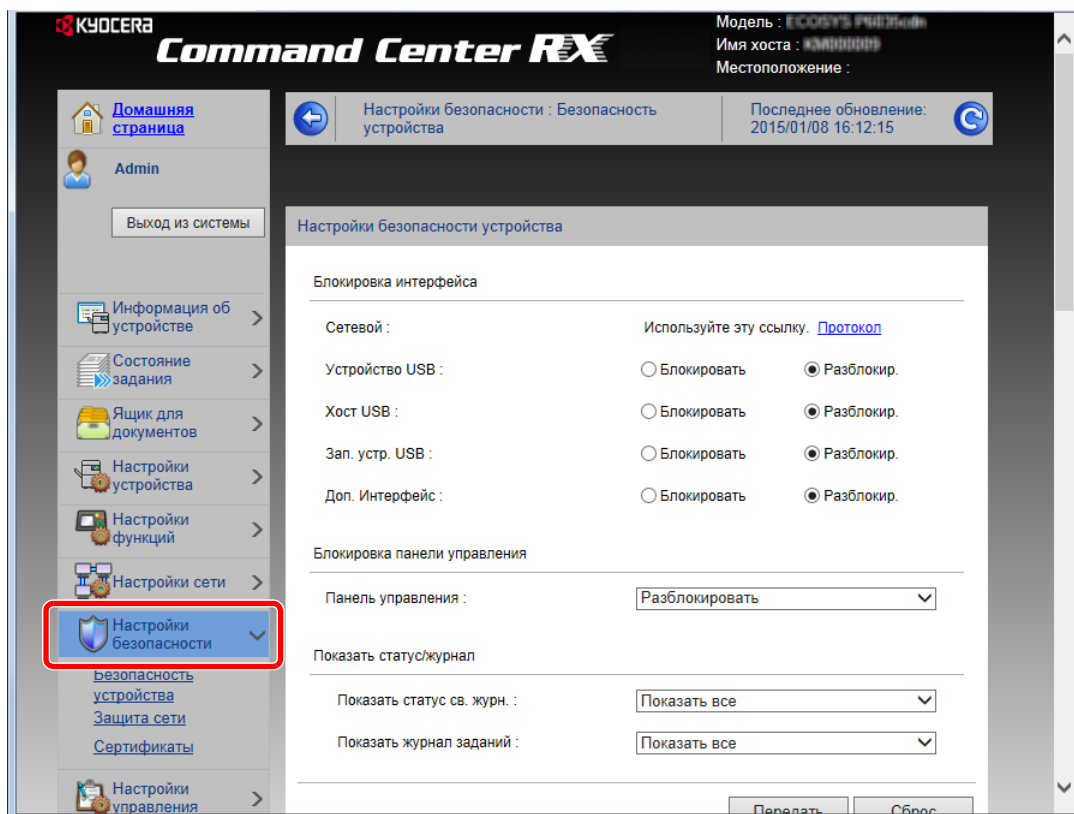 KYOCERA
Command Center RX
Модель :
Имя хоста :
Местоположение :
Домашняя
страница
Admin
Выход из системы
Информация об
устройстве
Состояние
задания
Ящик для
документов
Настройки
устройства
Настройки
функций
Настройки сети
Настройки
безопасности
Безопасность
устройства
Защита сети
Сертификаты
Настройки
управления
Настройки безопасности : Безопасность
устройства
Последнее обновление:
2015/01/08 16:12:15
Настройки безопасности устройства
Блокировка интерфейса
Сетевой : Используйте эту ссылку. Протокол
Устройство USB : Блокировать Разблокир.
Хост USB : Блокировать Разблокир.
Зап. устр. USB : Блокировать Разблокир.
Доп. Интерфейс : Блокировать Разблокир.
Блокировка панели управления
Панель управления : Разблокировать
Показать статус/журнал
Показать статус св. журн. : Показать все
Показать журнал заданий : Показать все
Передать Сброс